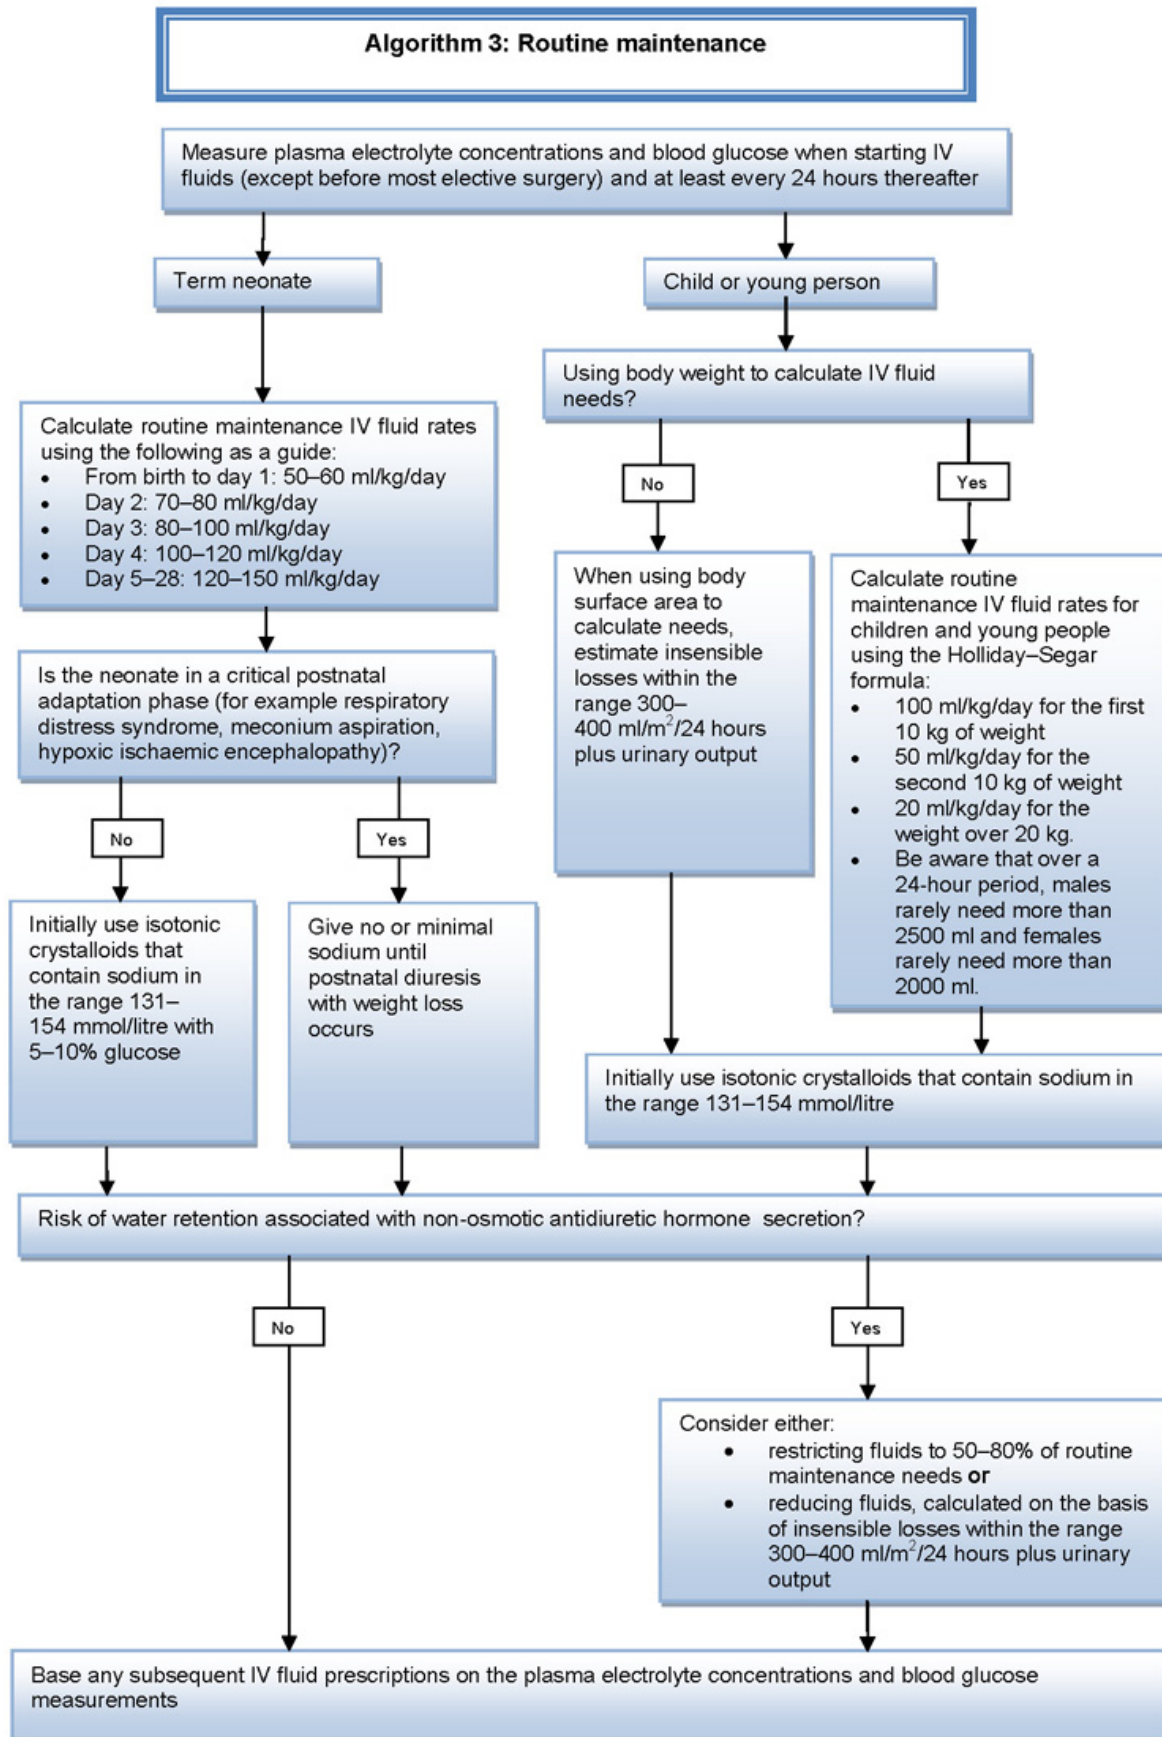 Algorithm 3: Routine maintenance
Measure plasma electrolyte concentrations and blood glucose when starting IV
fluids (except before most elective surgery) and at least every 24 hours thereafter
Term neonate
Calculate routine maintenance IV fluid rates
using the following as a guide:
• From birth to day 1: 50–60 ml/kg/day
• Day 2: 70–80 ml/kg/day
• Day 3: 80–100 ml/kg/day
• Day 4: 100–120 ml/kg/day
• Day 5–28: 120–150 ml/kg/day
Is the neonate in a critical postnatal
adaptation phase (for example respiratory
distress syndrome, meconium aspiration,
hypoxic ischaemic encephalopathy)?
No
Yes
Initially use isotonic
crystalloids that
contain sodium in
the range 131–
154 mmol/litre with
5–10% glucose
Give no or minimal
sodium until
postnatal diuresis
with weight loss
occurs
Child or young person
Using body weight to calculate IV fluid
needs?
No
Yes
When using body
surface area to
calculate needs,
estimate insensible
losses within the
range 300–
400 ml/m²/24 hours
plus urinary output
Calculate routine
maintenance IV fluid rates for
children and young people
using the Holliday–Segar
formula:
• 100 ml/kg/day for the first
10 kg of weight
• 50 ml/kg/day for the
second 10 kg of weight
• 20 ml/kg/day for the
weight over 20 kg.
• Be aware that over a
24-hour period, males
rarely need more than
2500 ml and females
rarely need more than
2000 ml.
Initially use isotonic crystalloids that contain sodium in
the range 131–154 mmol/litre
Risk of water retention associated with non-osmotic antidiuretic hormone secretion?
No
Yes
Consider either:
• restricting fluids to 50–80% of routine
maintenance needs or
• reducing fluids, calculated on the basis
of insensible losses within the range
300–400 ml/m²/24 hours plus urinary
output
Base any subsequent IV fluid prescriptions on the plasma electrolyte concentrations and blood glucose
measurements